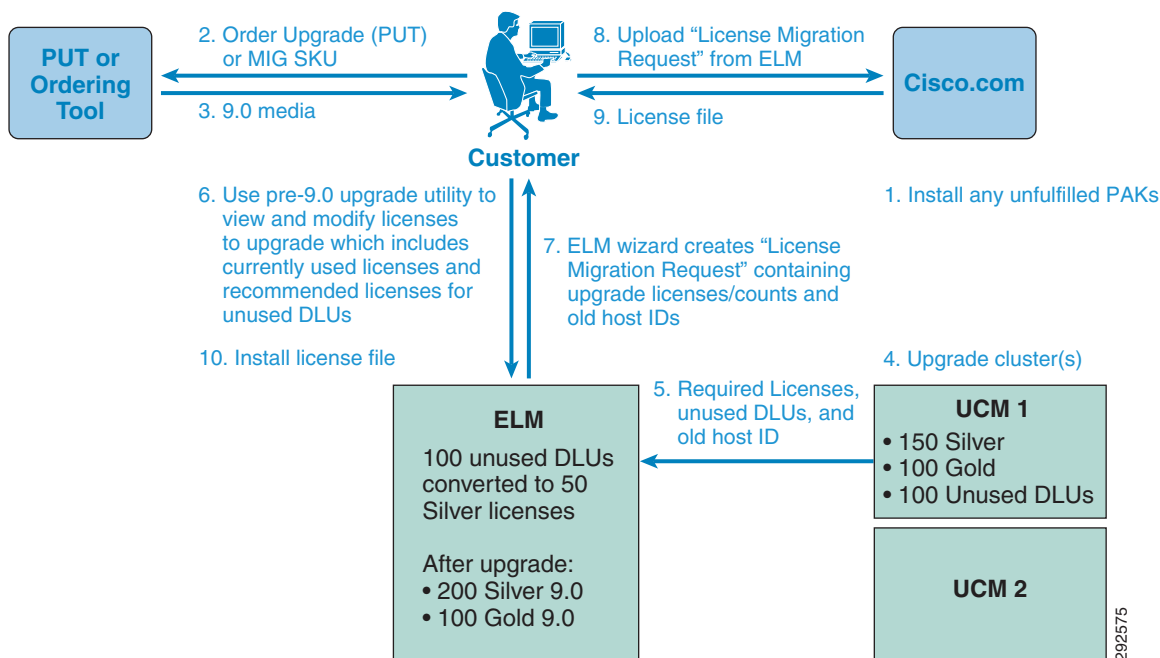 PUT or
Ordering
Tool
2. Order Upgrade (PUT)
or MIG SKU
3. 9.0 media
Customer
8. Upload “License Migration
Request” from ELM
9. License file
Cisco.com
1. Install any unfulfilled PAKs
6. Use pre-9.0 upgrade utility to
view and modify licenses
to upgrade which includes
currently used licenses and
recommended licenses for
unused DLUs
7. ELM wizard creates “License
Migration Request” containing
upgrade licenses/counts and
old host IDs
10. Install license file
4. Upgrade cluster(s)
5. Required Licenses,
unused DLUs, and
old host ID
ELM
100 unused DLUs
converted to 50
Silver licenses
After upgrade:
• 200 Silver 9.0
• 100 Gold 9.0
UCM 1
• 150 Silver
• 100 Gold
• 100 Unused DLUs
UCM 2
292575